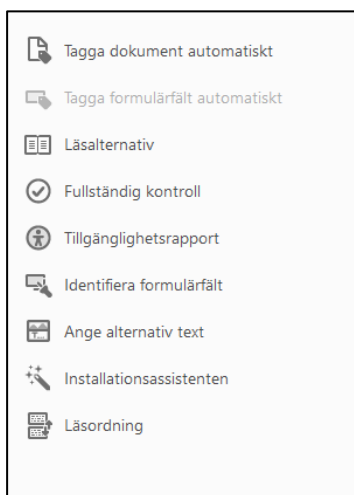 Tagga dokument automatiskt
Tagga formulärfält automatiskt
Läsalternativ
Fullständig kontroll
Tillgänglighetsrapport
Identifiera formulärfält
Ange alternativ text
Installationsassistenten
Läsordning